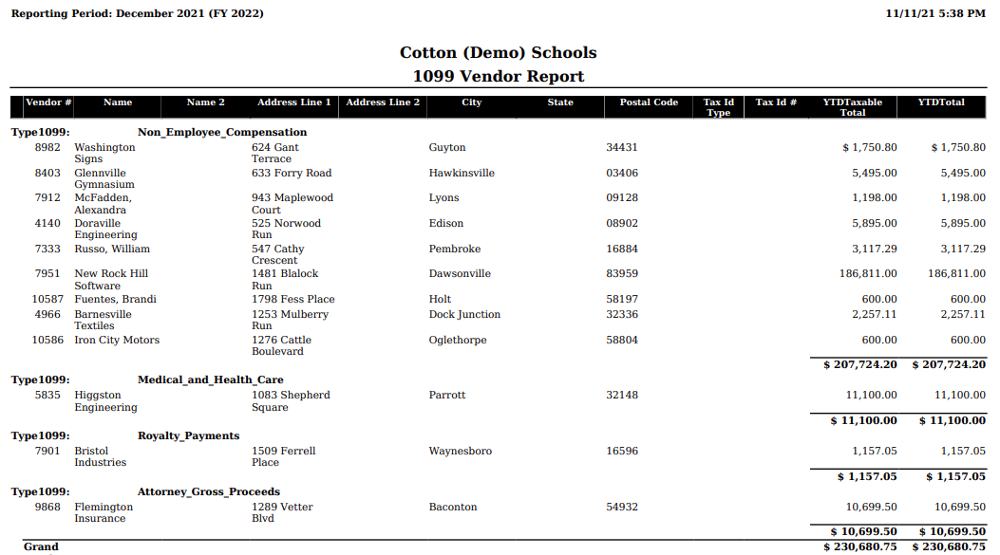 Reporting Period: December 2021 (FY 2022) 11/11/21 5:38 PM
Cotton (Demo) Schools
1099 Vendor Report
Vendor # Name Name 2 Address Line 1 Address Line 2 City State Postal Code Tax Id Tax Id # YTDTaxable YTDTotal
Type Total
Type1099: Non_Employee_Compensation
8982 Washington 624 Gant Guyton 34431 $ 1,750.80 $ 1,750.80
Signs Terrace
8403 Glennville 633 Forry Road Hawkinsville 03406 5,495.00 5,495.00
Gymnasium
7912 McFadden, 943 Maplewood Lyons 09128 1,198.00 1,198.00
Alexandra Court
4140 Doraville 525 Norwood Edison 08902 5,895.00 5,895.00
Engineering Run
7333 Russo, William 547 Cathy Pembroke 16884 3,117.29 3,117.29
Crescent
7951 New Rock Hill 1481 Blalock Dawsonville 83959 186,811.00 186,811.00
Software Run
10587 Fuentes, Brandi 1798 Fess Place Holt 58197 600.00 600.00
4966 Barnesville 1253 Mulberry Dock Junction 32336 2,257.11 2,257.11
Textiles Run
10586 Iron City Motors 1276 Cattle Oglethorpe 58804 600.00 600.00
Boulevard
$ 207,724.20 $ 207,724.20
Type1099: Medical_and_Health_Care
5835 Higgston 1083 Shepherd Parrott 32148 11,100.00 11,100.00
Engineering Square
$ 11,100.00 $ 11,100.00
Type1099: Royalty_Payments
7901 Bristol 1509 Ferrell Waynesboro 16596 1,157.05 1,157.05
Industries Place
$ 1,157.05 $ 1,157.05
Type1099: Attorney_Gross_Proceeds
9868 Flemington 1289 Vetter Baconton 54932 10,699.50 10,699.50
Insurance Blvd
$ 10,699.50 $ 10,699.50
Grand $ 230,680.75 $ 230,680.75